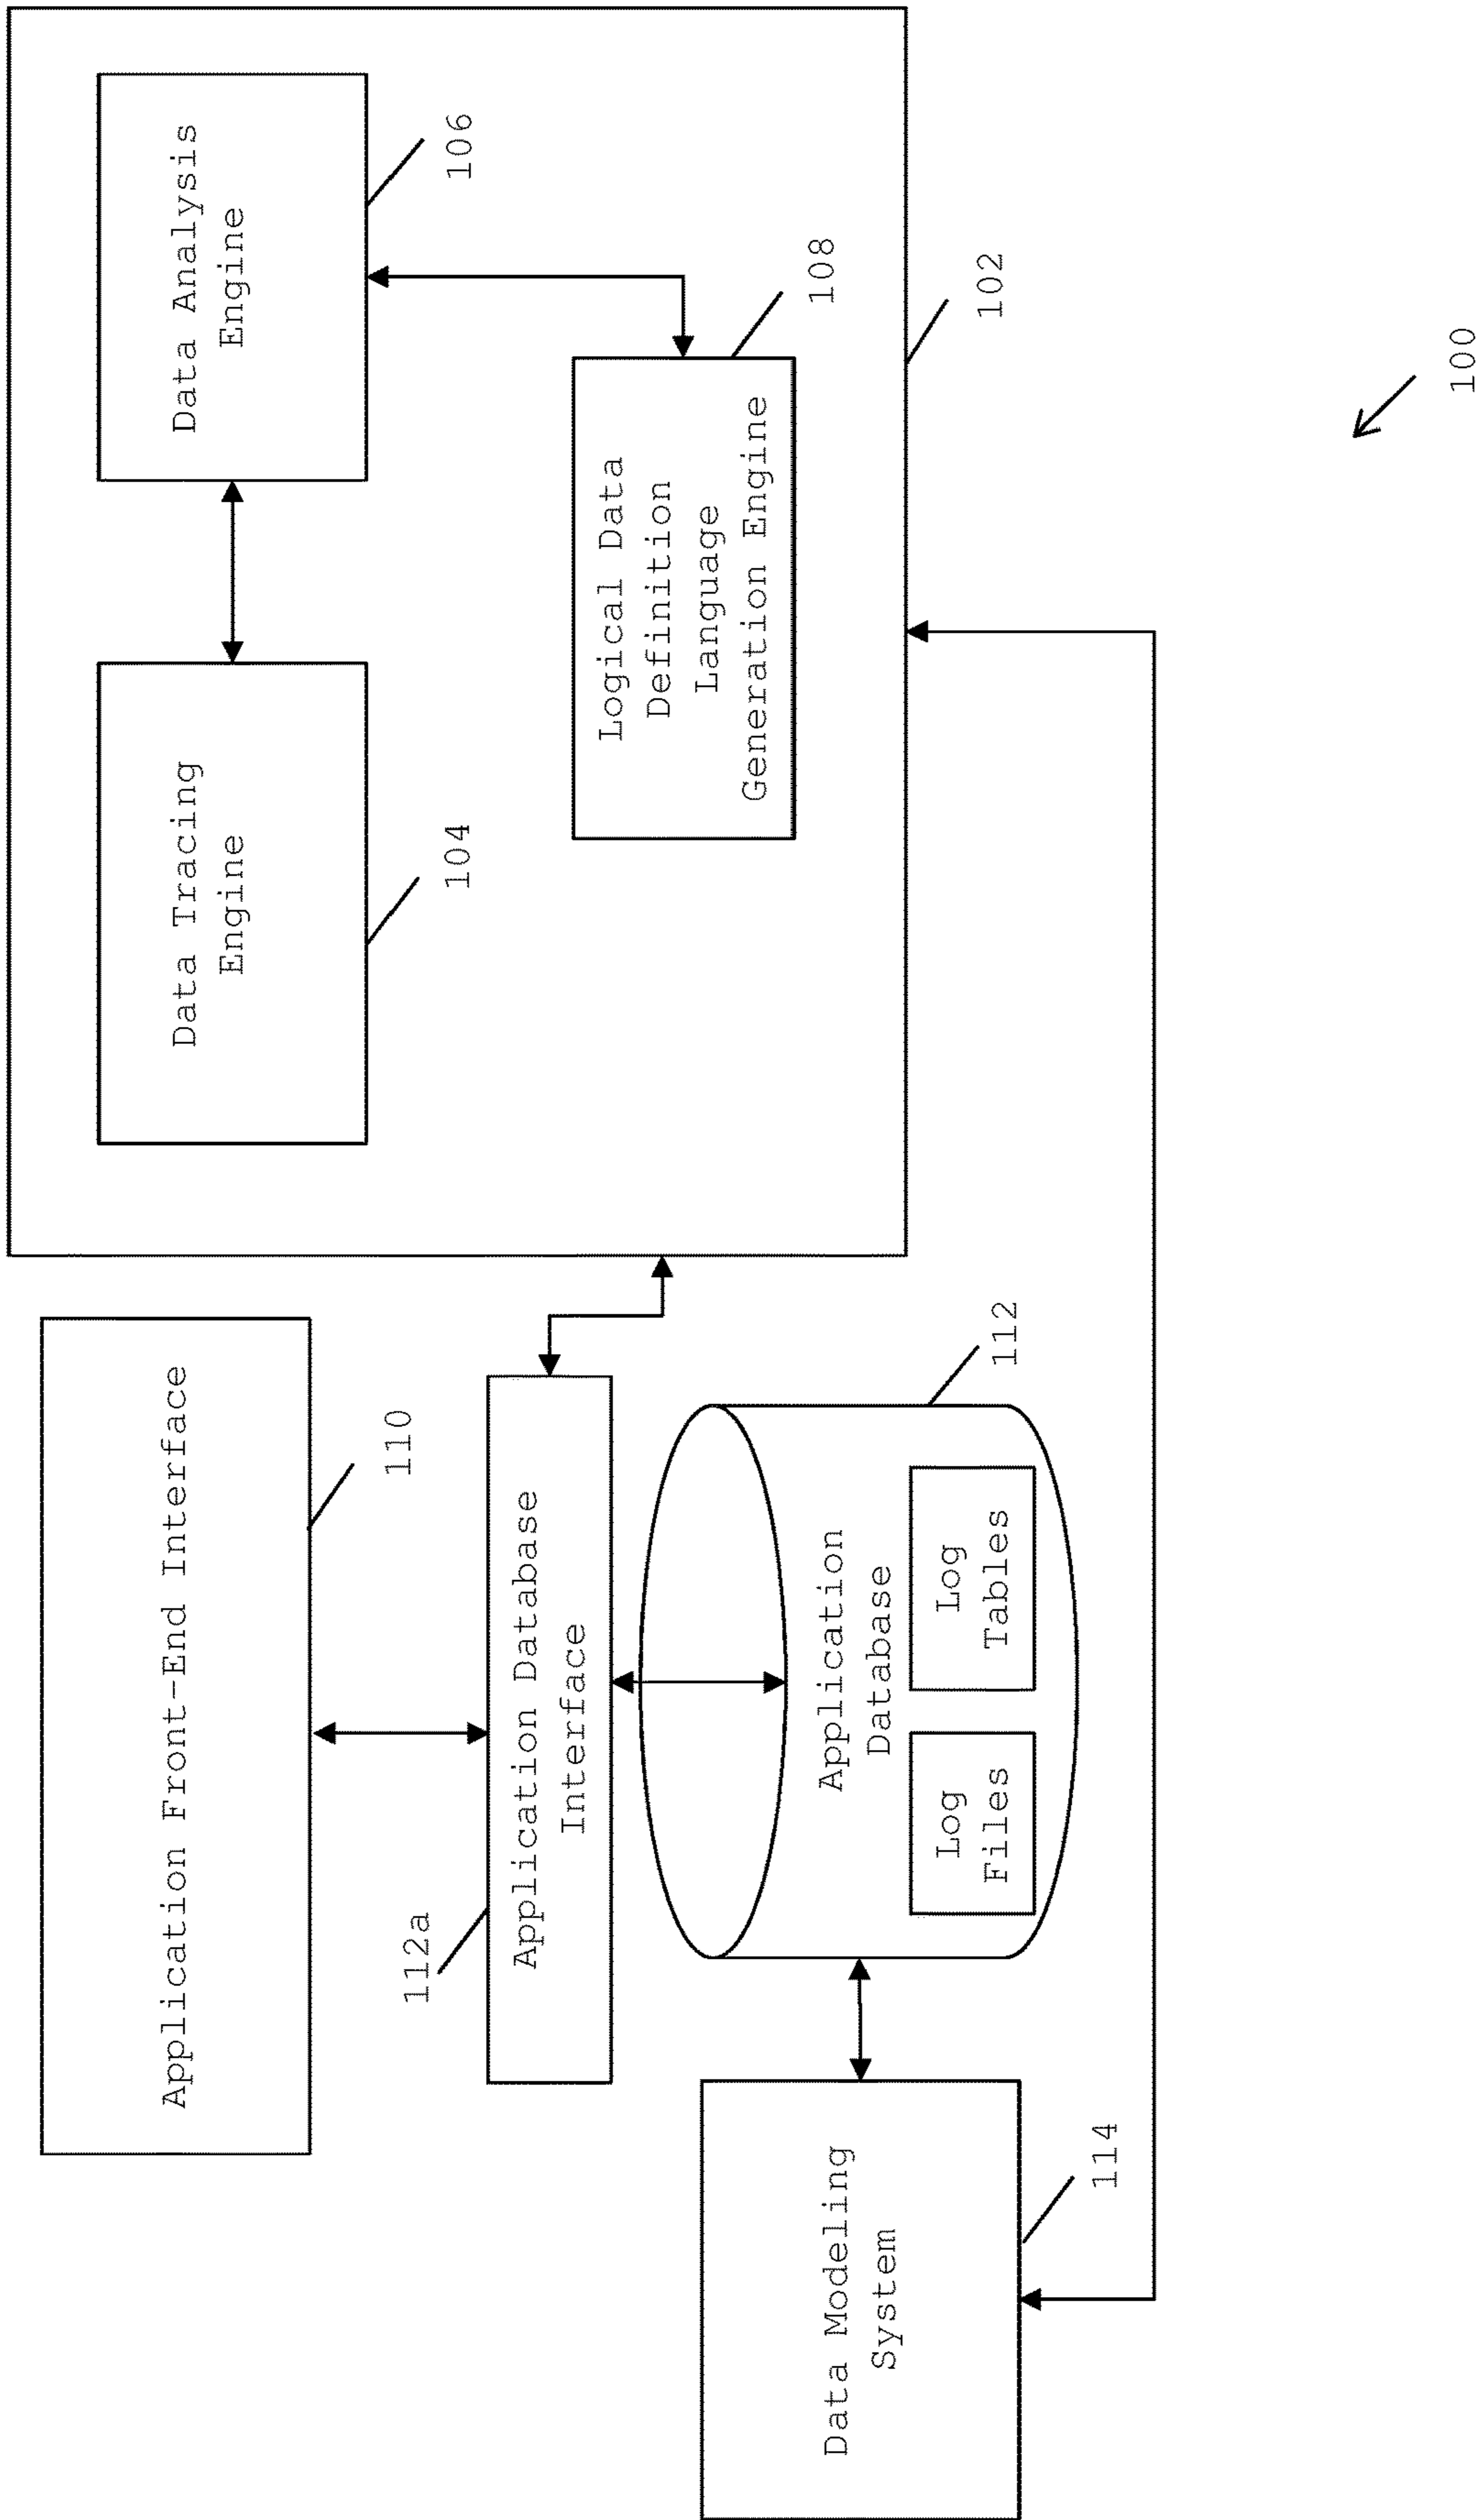 Application Front-End Interface
110
112a
Application Database
Interface
Application
Database
Log
Files
Log
Tables
112
Data Modeling
System
114
Data Tracing
Engine
104
Data Analysis
Engine
106
Logical Data
Definition
Language
Generation Engine
108
102
100